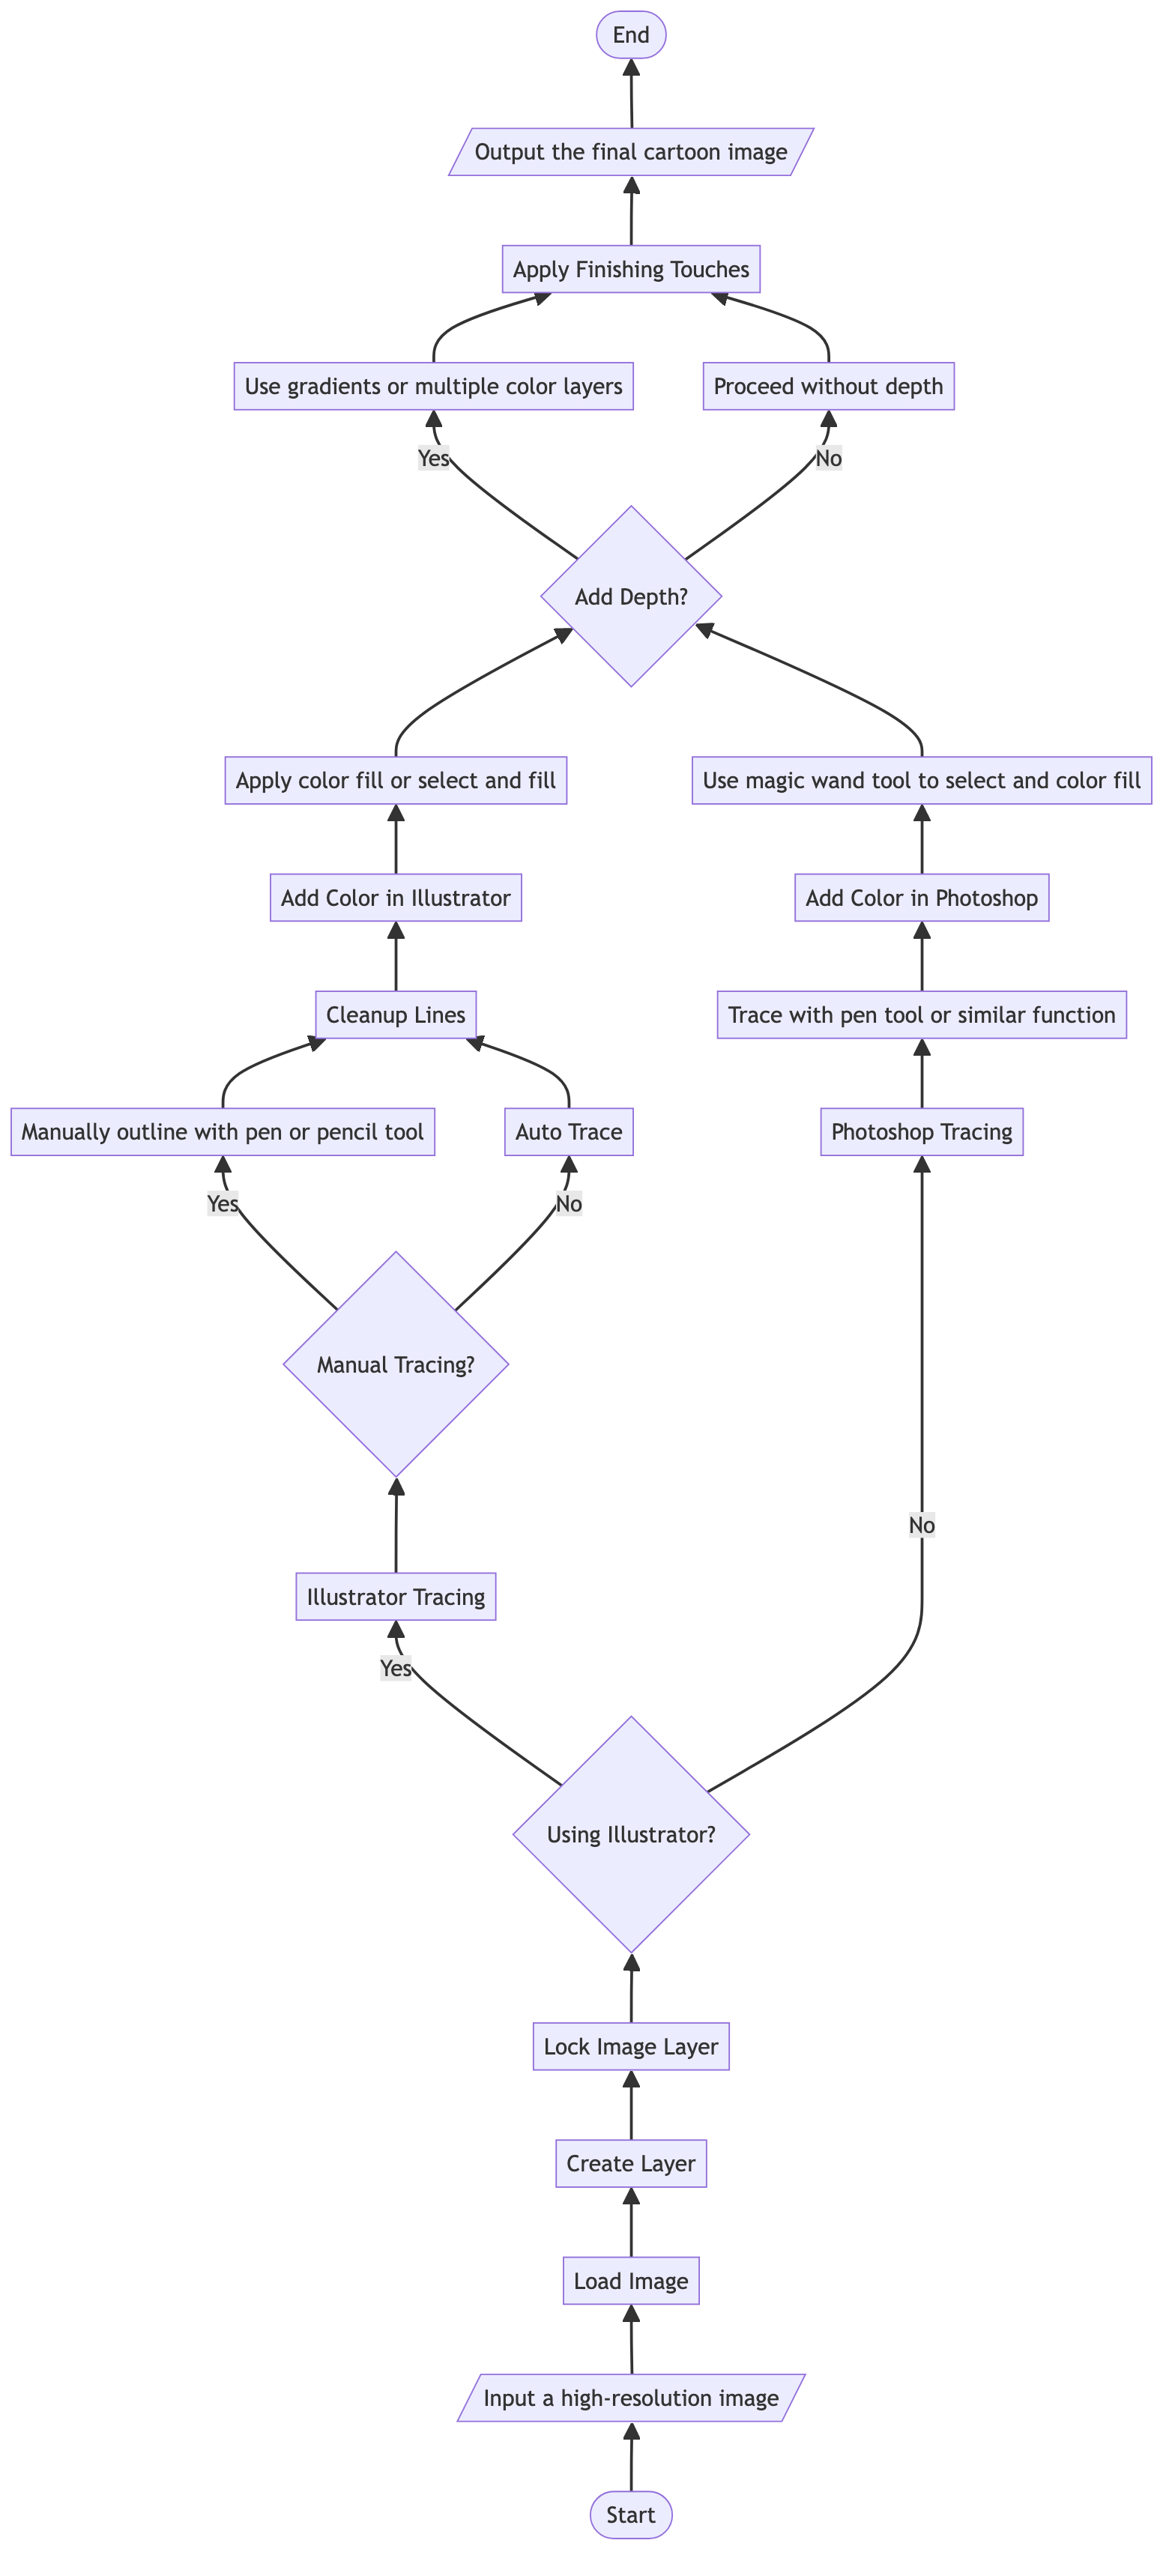 End
Output the final cartoon image
Apply Finishing Touches
Use gradients or multiple color layers
Proceed without depth
Yes
No
Add Depth?
Apply color fill or select and fill
Use magic wand tool to select and color fill
Add Color in Illustrator
Add Color in Photoshop
Cleanup Lines
Trace with pen tool or similar function
Manually outline with pen or pencil tool
Auto Trace
Photoshop Tracing
Yes
No
Manual Tracing?
No
Illustrator Tracing
Yes
Using Illustrator?
Lock Image Layer
Create Layer
Load Image
Input a high-resolution image
Start